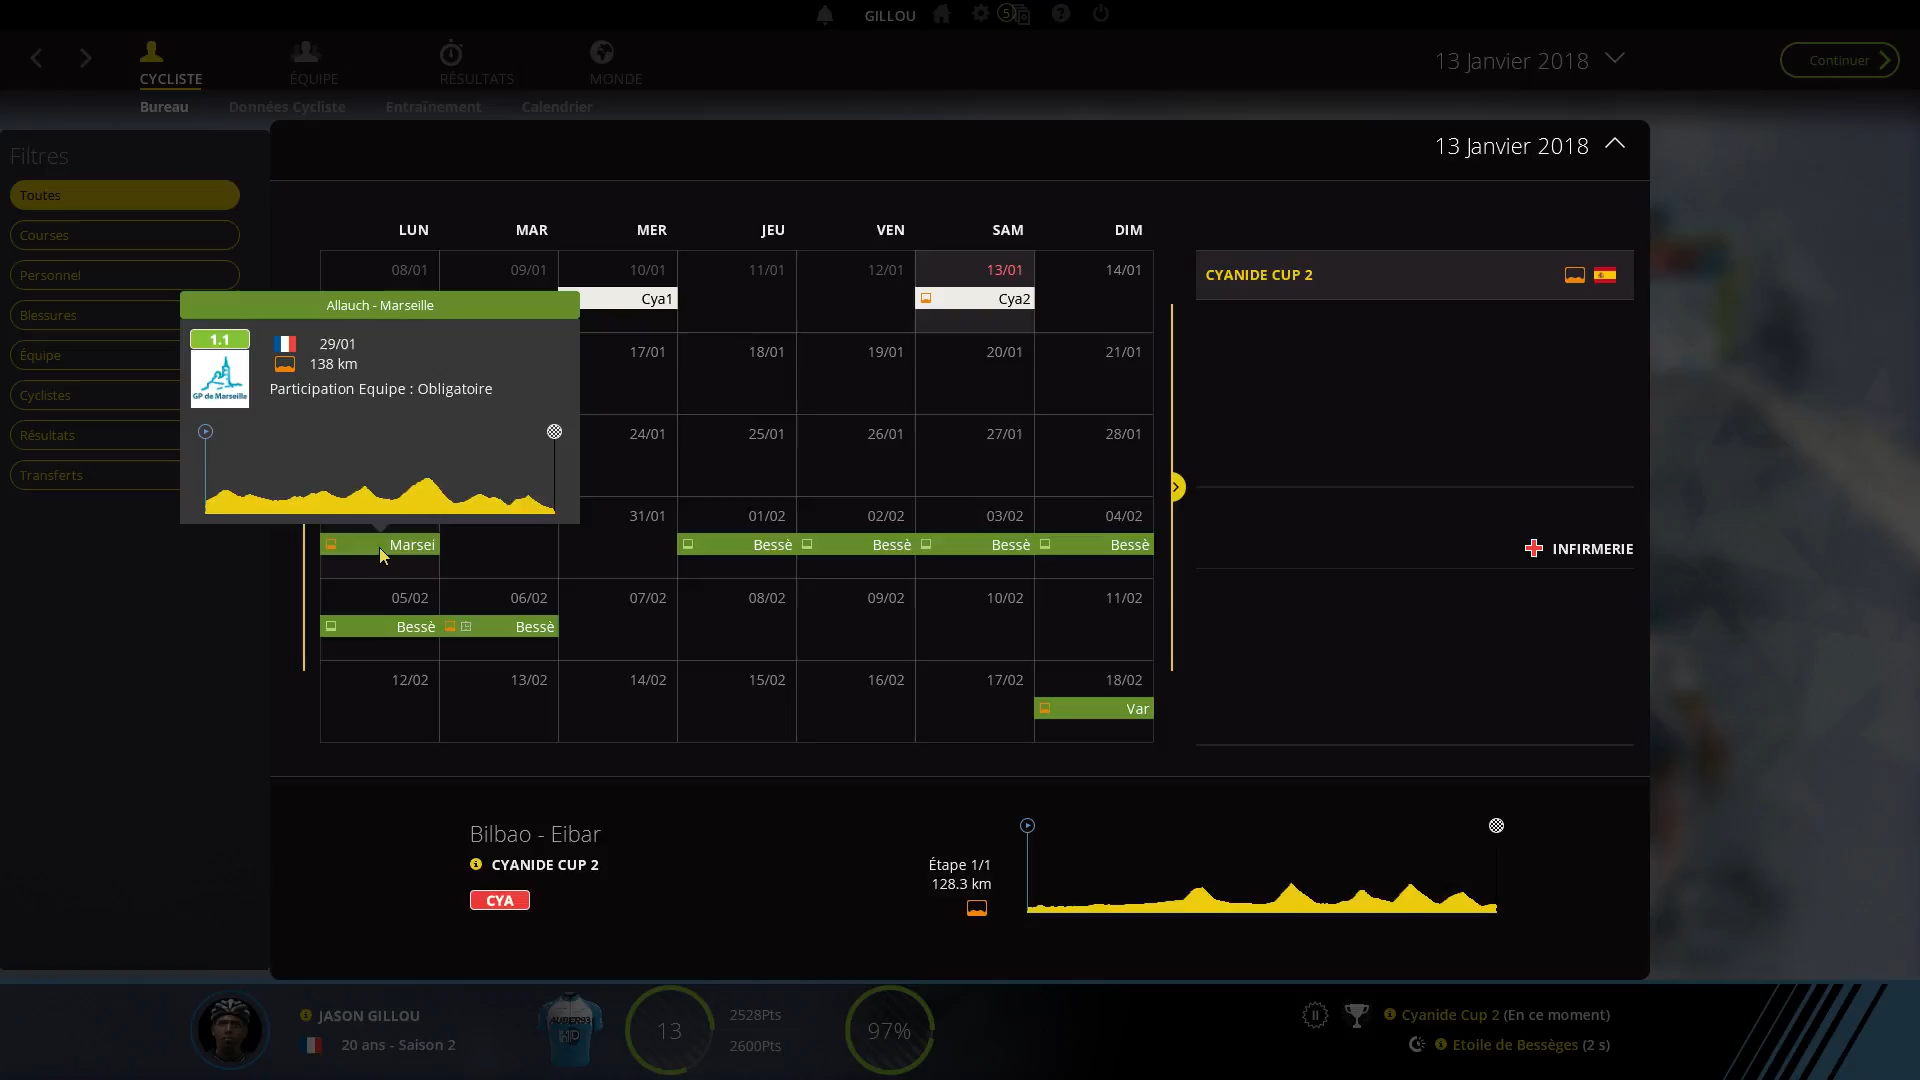 GILLOU
5
CYCLISTE
ÉQUIPE
RÉSULTATS
MONDE
13 Janvier 2018
Continuer
Bureau
Données Cycliste
Entraînement
Calendrier
Filtres
Toutes
Courses
Personnel
Blessures
Équipe
Cyclistes
Résultats
Transferts
13 Janvier 2018
LUN MAR MER JEU VEN SAM DIM
08/01 09/01 10/01 11/01 12/01 13/01 14/01
Cya1 Cya2
17/01 18/01 19/01 20/01 21/01
24/01 25/01 26/01 27/01 28/01
31/01 01/02 02/02 03/02 04/02
Marsei Bessè Bessè Bessè Bessè
05/02 06/02 07/02 08/02 09/02 10/02 11/02
Bessè Bessè
12/02 13/02 14/02 15/02 16/02 17/02 18/02
Var
Allauch - Marseille
1.1
29/01
138 km
GP de Marseille
Participation Equipe : Obligatoire
CYANIDE CUP 2
INFIRMERIE
Bilbao - Eibar
CYANIDE CUP 2
CYA
Étape 1/1
128.3 km
JASON GILLOU
20 ans - Saison 2
AUBER93
HP
13
2528Pts
2600Pts
97%
Cyanide Cup 2 (En ce moment)
Etoile de Bessèges (2 s)